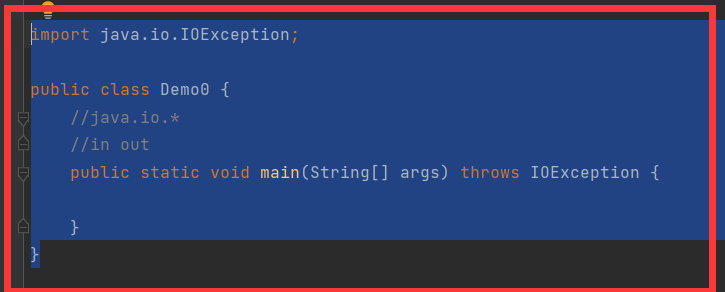 import java.io.IOException;
public class Demo0 {
//java.io.*
//in out
public static void main(String[] args) throws IOException {
}
}